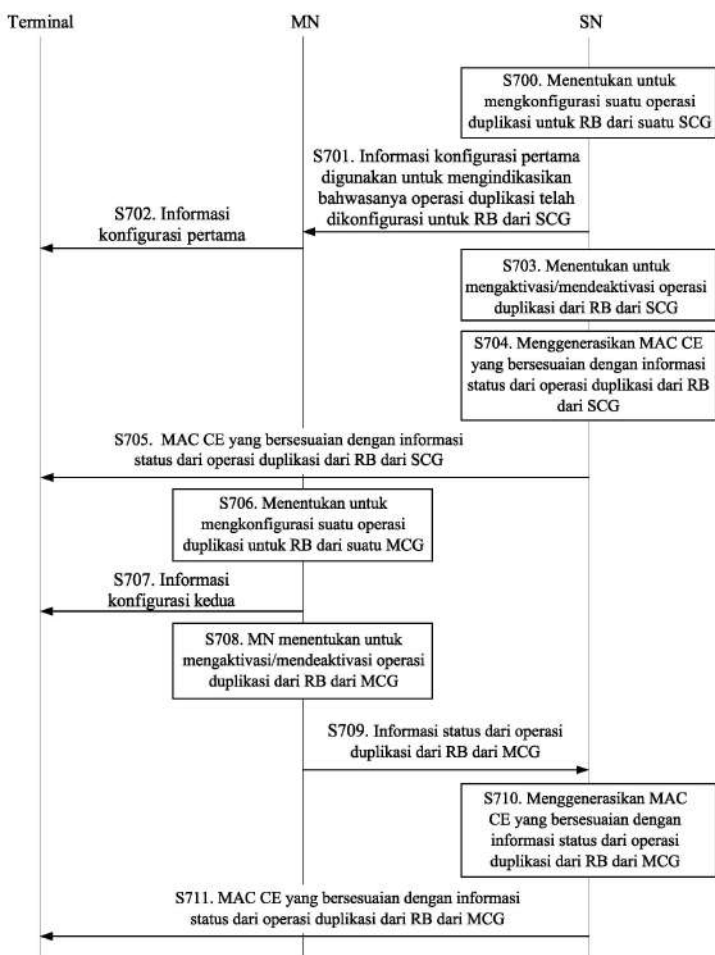 Terminal
MN
SN
S700. Menentukan untuk
mengkonfigurasi suatu operasi
duplikasi untuk RB dari suatu SCG
S701. Informasi konfigurasi pertama
digunakan untuk mengindikasikan
bahwasanya operasi duplikasi telah
dikonfigurasi untuk RB dari SCG
S702. Informasi
konfigurasi pertama
S703. Menentukan untuk
mengaktivasi/mendeaktivasi operasi
duplikasi dari RB dari SCG
S704. Menggenerasikan MAC CE
yang bersesuaian dengan informasi
status dari operasi duplikasi dari RB
dari SCG
S705. MAC CE yang bersesuaian dengan informasi
status dari operasi duplikasi dari RB dari SCG
S706. Menentukan untuk
mengkonfigurasi suatu operasi
duplikasi untuk RB dari suatu MCG
S707. Informasi
konfigurasi kedua
S708. MN menentukan untuk
mengaktivasi/mendeaktivasi operasi
duplikasi dari RB dari MCG
S709. Informasi status dari operasi
duplikasi dari RB dari MCG
S710. Menggenerasikan MAC
CE yang bersesuaian dengan
informasi status dari operasi
duplikasi dari RB dari MCG
S711. MAC CE yang bersesuaian dengan informasi
status dari operasi duplikasi dari RB dari MCG